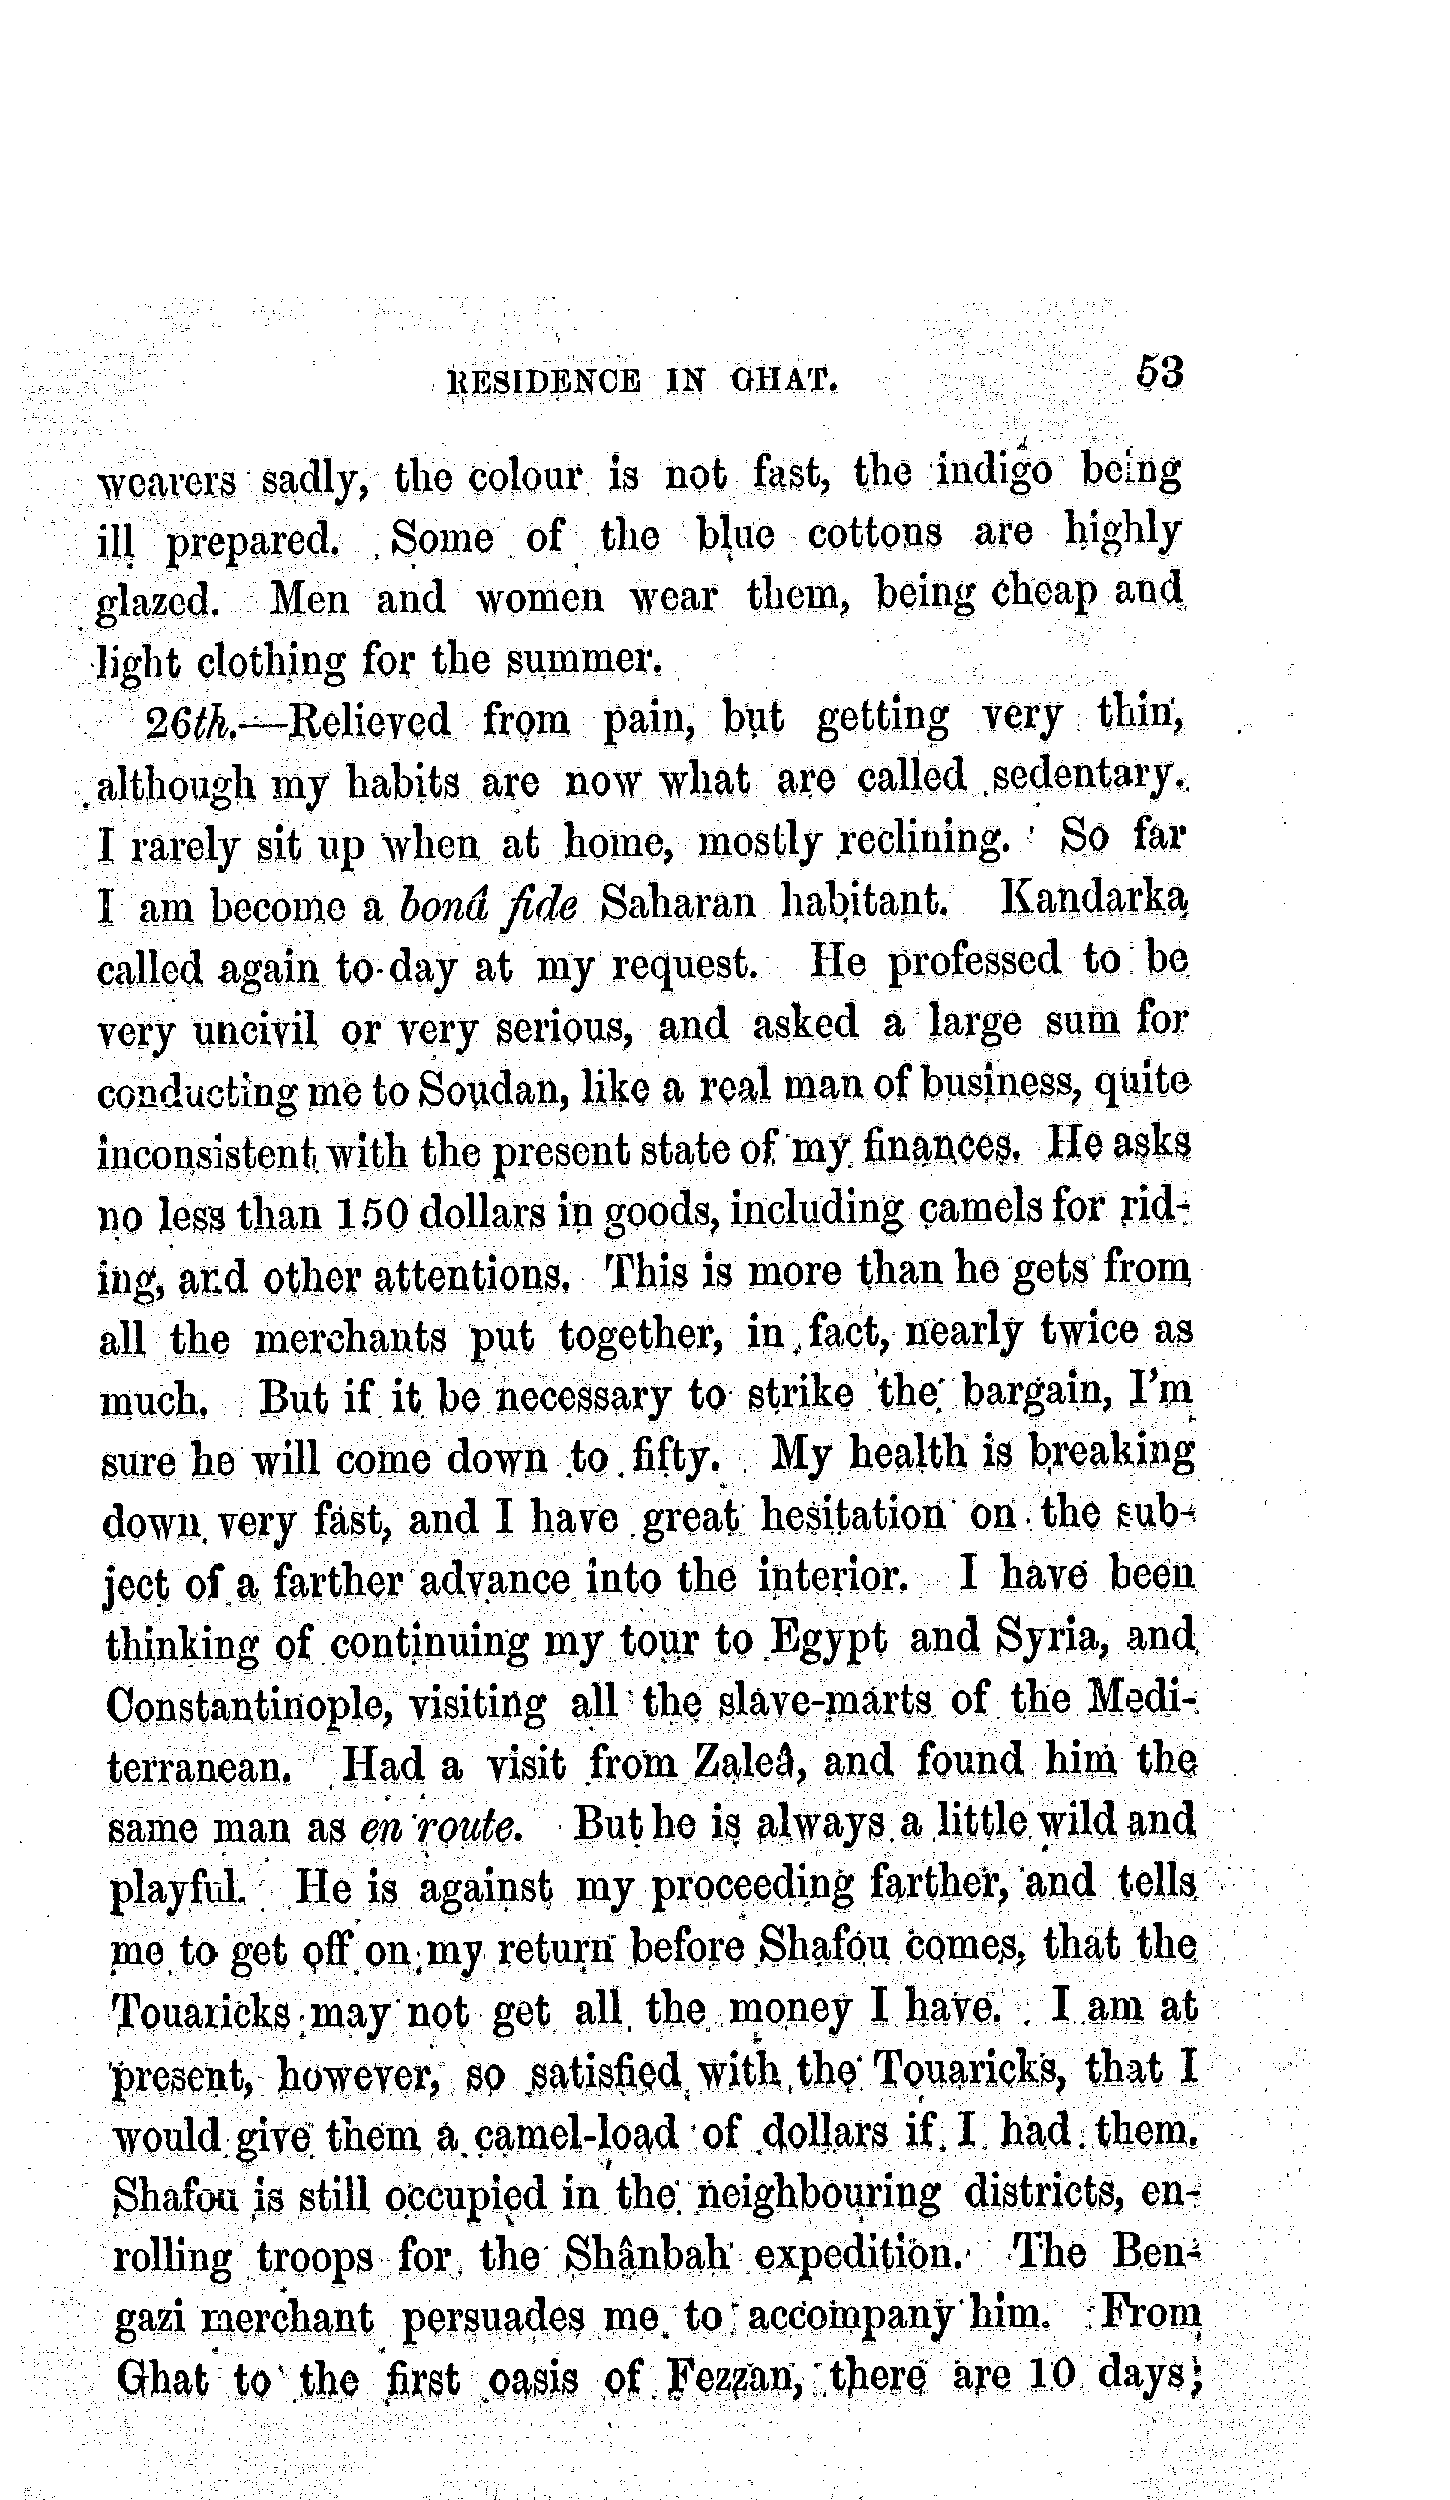 RESIDENCE IN GHAT. 53
wearers sadly, the colour is not fast, the indigo being
ill prepared. Some of the blue cottons are highly
glazed. Men and women wear them, being cheap and
light clothing for the summer.
26th.—Relieved from pain, but getting very thin,
although my habits are now what are called sedentary.
I rarely sit up when at home, mostly reclining. So far
I am become a bonâ fide Saharan habitant. Kandarka
called again to-day at my request. He professed to be
very uncivil or very serious, and asked a large sum for
conducting me to Soudan, like a real man of business, quite
inconsistent with the present state of my finances. He asks
no less than 150 dollars in goods, including camels for rid-
ing, and other attentions. This is more than he gets from
all the merchants put together, in fact, nearly twice as
much. But if it be necessary to strike the bargain, I'm
sure he will come down to fifty. My health is breaking
down very fast, and I have great hesitation on the sub-
ject of a farther advance into the interior. I have been
thinking of continuing my tour to Egypt and Syria, and
Constantinople, visiting all the slave-marts of the Medi-
terranean. Had a visit from Zaleâ, and found him the
same man as en route. But he is always a little wild and
playful. He is against my proceeding farther, and tells
me to get off on my return before Shafou comes, that the
Touaricks may not get all the money I have. I am at
present, however, so satisfied with the Touaricks, that I
would give them a camel-load of dollars if I had them.
Shafou is still occupied in the neighbouring districts, en-
rolling troops for the Shânbah expedition. The Ben-
gazi merchant persuades me to accompany him. From
Ghat to the first oasis of Fezzan, there are 10 days;